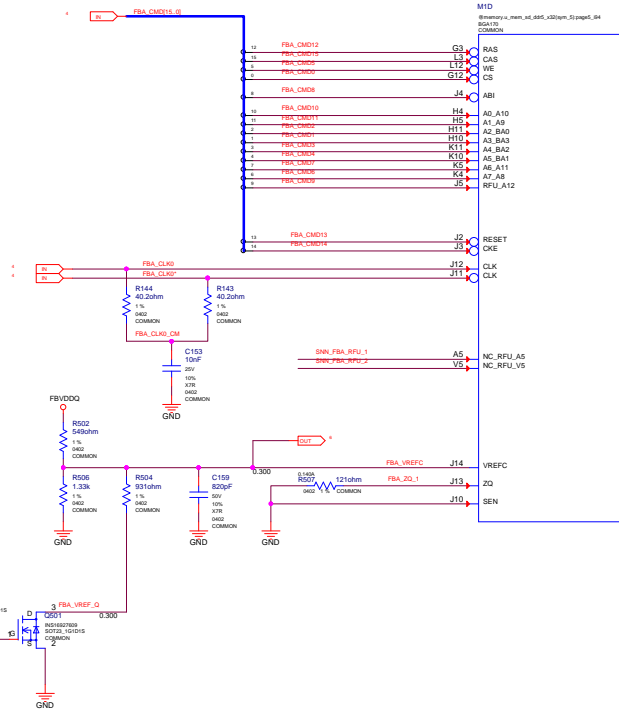 M1D
@memory.u_mem_sd_ddr5_x32(sym_5):page5_I94
BGA170
COMMON
IN FBA_CMD[15..0]
12 FBA_CMD12 G3 RAS
15 FBA_CMD15 L3 CAS
5 FBA_CMD5 L12 WE
0 FBA_CMD0 G12 CS
8 FBA_CMD8 J4 ABI
10 FBA_CMD10 H4 A0_A10
11 FBA_CMD11 H5 A1_A9
2 FBA_CMD2 H11 A2_BA0
1 FBA_CMD1 H10 A3_BA3
3 FBA_CMD3 K11 A4_BA2
4 FBA_CMD4 K10 A5_BA1
7 FBA_CMD7 K5 A6_A11
6 FBA_CMD6 K4 A7_A8
9 FBA_CMD9 J5 RFU_A12
13 FBA_CMD13 J2 RESET
14 FBA_CMD14 J3 CKE
IN FBA_CLK0 J12 CLK
IN FBA_CLK0* J11 CLK
R144
40.2ohm
1 %
0402
COMMON
R143
40.2ohm
1 %
0402
COMMON
FBA_CLK0_CM
C153
10nF
25V
10%
X7R
0402
COMMON
GND
SNN_FBA_RFU_1 A5 NC_RFU_A5
SNN_FBA_RFU_2 V5 NC_RFU_V5
FBVDDQ
R502
549ohm
1 %
0402
COMMON
OUT
0.300 FBA_VREFC J14 VREFC
R506
1.33k
1 %
0402
COMMON
GND
R504
931ohm
1 %
0402
COMMON
C159
820pF
50V
10%
X7R
0402
COMMON
GND
0.140A
R507 121ohm FBA_ZQ_1 J13 ZQ
0402 1 % COMMON
J10 SEN
GND
3 FBA_VREF_Q 0.300
D Q501
1G
S 2
INS16927609
SOT23_1G1D1S
COMMON
1S
GND